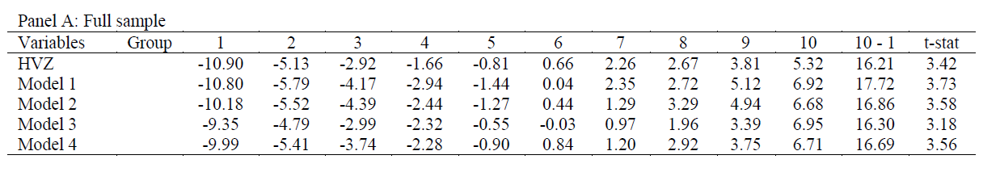 Panel A: Full sample
Variables Group 1 2 3 4 5 6 7 8 9 10 10 - 1 t-stat
HVZ -10.90 -5.13 -2.92 -1.66 -0.81 0.66 2.26 2.67 3.81 5.32 16.21 3.42
Model 1 -10.80 -5.79 -4.17 -2.94 -1.44 0.04 2.35 2.72 5.12 6.92 17.72 3.73
Model 2 -10.18 -5.52 -4.39 -2.44 -1.27 0.44 1.29 3.29 4.94 6.68 16.86 3.58
Model 3 -9.35 -4.79 -2.99 -2.32 -0.55 -0.03 0.97 1.96 3.39 6.95 16.30 3.18
Model 4 -9.99 -5.41 -3.74 -2.28 -0.90 0.84 1.20 2.92 3.75 6.71 16.69 3.56